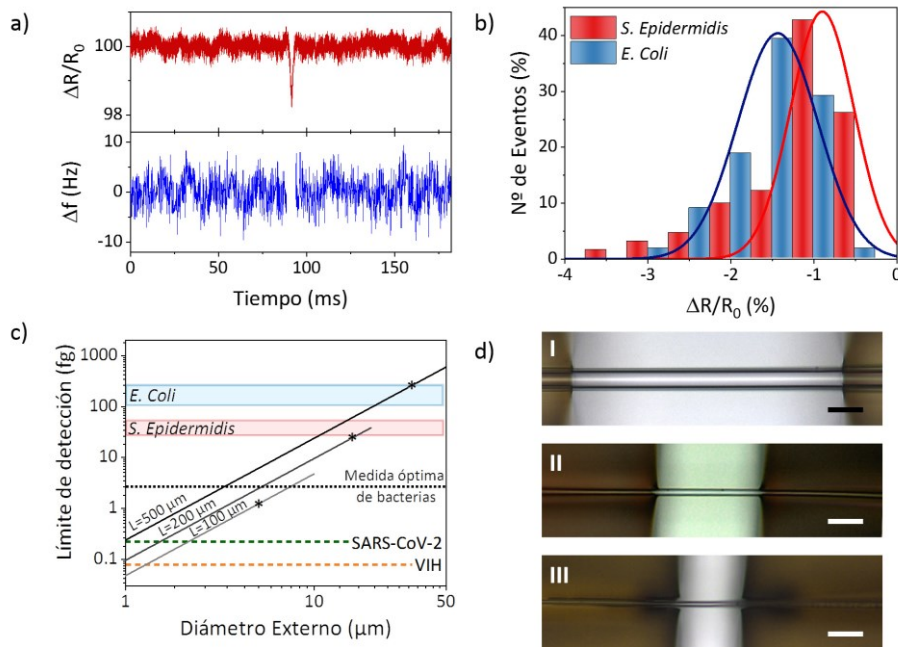 a)
ΔR/R0
100
98
Δf (Hz)
10
0
-10
0
50
100
150
Tiempo (ms)
b)
S. Epidermidis
E. Coli
Nº de Eventos (%)
40
30
20
10
0
-4
-3
-2
-1
0
ΔR/R0 (%)
c)
Límite de detección (fg)
1000
100
10
1
0.1
E. Coli
S. Epidermidis
Medida óptima
de bacterias
L=500 μm
L=200 μm
L=100 μm
SARS-CoV-2
VIH
1
10
50
Diámetro Externo (μm)
d)
I
II
III